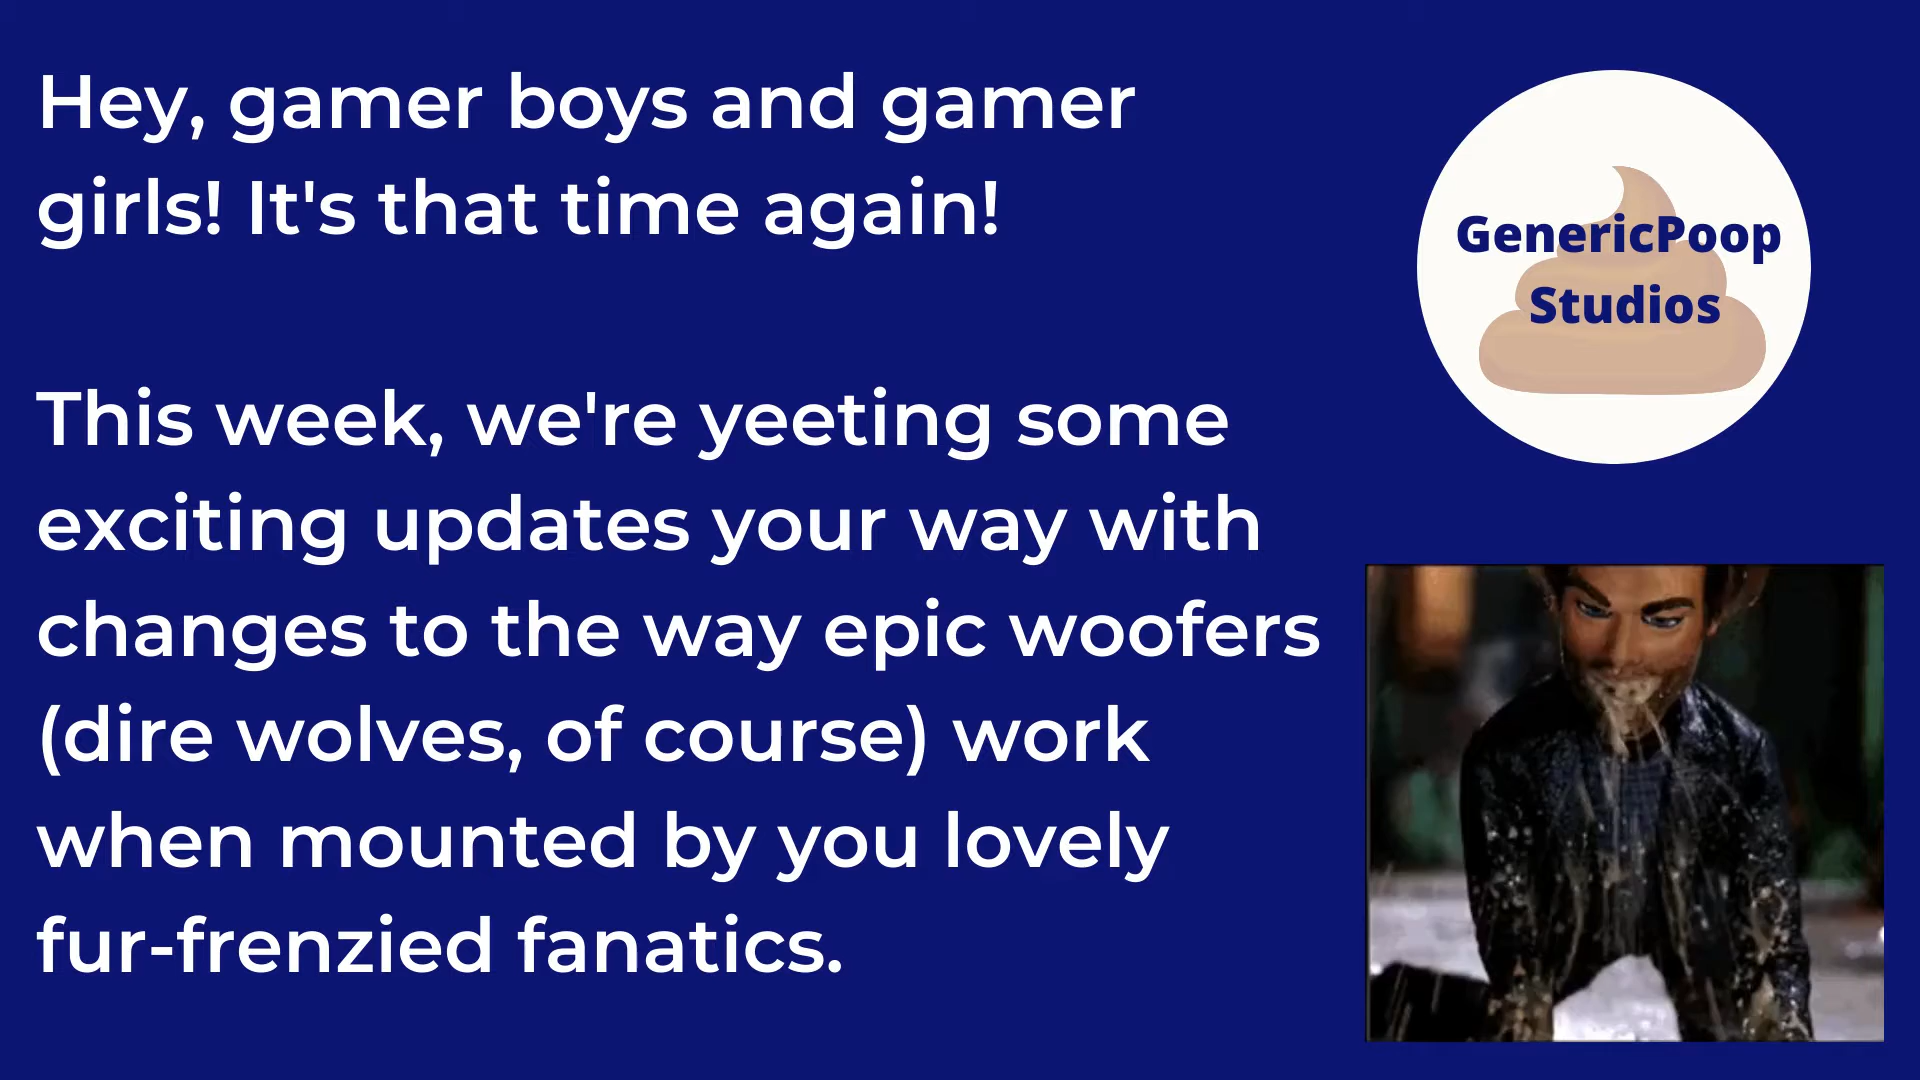 Hey, gamer boys and gamer
girls! It's that time again!
This week, we're yeeting some
exciting updates your way with
changes to the way epic woofers
(dire wolves, of course) work
when mounted by you lovely
fur-frenzied fanatics.
GenericPoop
Studios